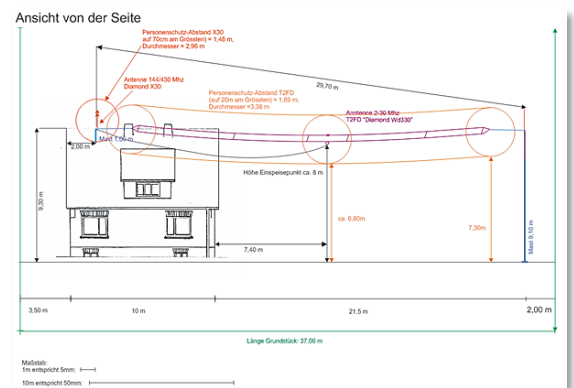 Ansicht von der Seite
Personenschutz-Abstand X30
auf 70cm am Grössten) = 1,48 m,
Durchmesser = 2,96 m
Antenne 144/430 Mhz
Diamond X30
29,70 m
Personenschutz-Abstand T2FD
(auf 20m am Grössten) = 1,69 m,
Durchmesser =3,38 m
Anntenne 2-30 Mhz
T2FD "Diamond Wd330"
Mast 1,00 m
2,00 m
Höhe Einspeisepunkt ca. 8 m
9,30 m
ca. 6,80m
7,30m
Mast 9,10 m
7,40 m
3,50 m
10 m
21,5 m
2,00 m
Länge Grundstück: 37,06 m
Maßstab:
1m entspricht 5mm:
10m entspricht 50mm: